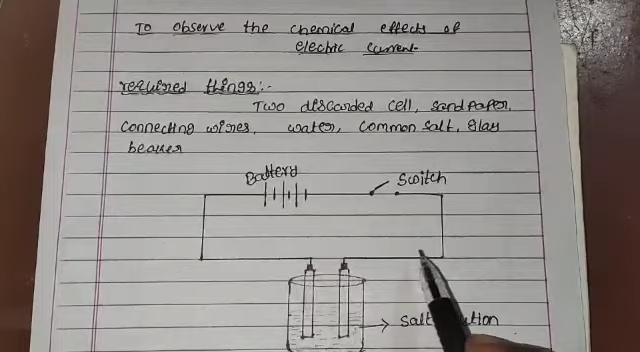 To observe the chemical effects of
electric current.
required things:-
Two discarded cell, sandpaper,
connecting wires, water, common salt, glass
beaker
Battery
Switch
Salt